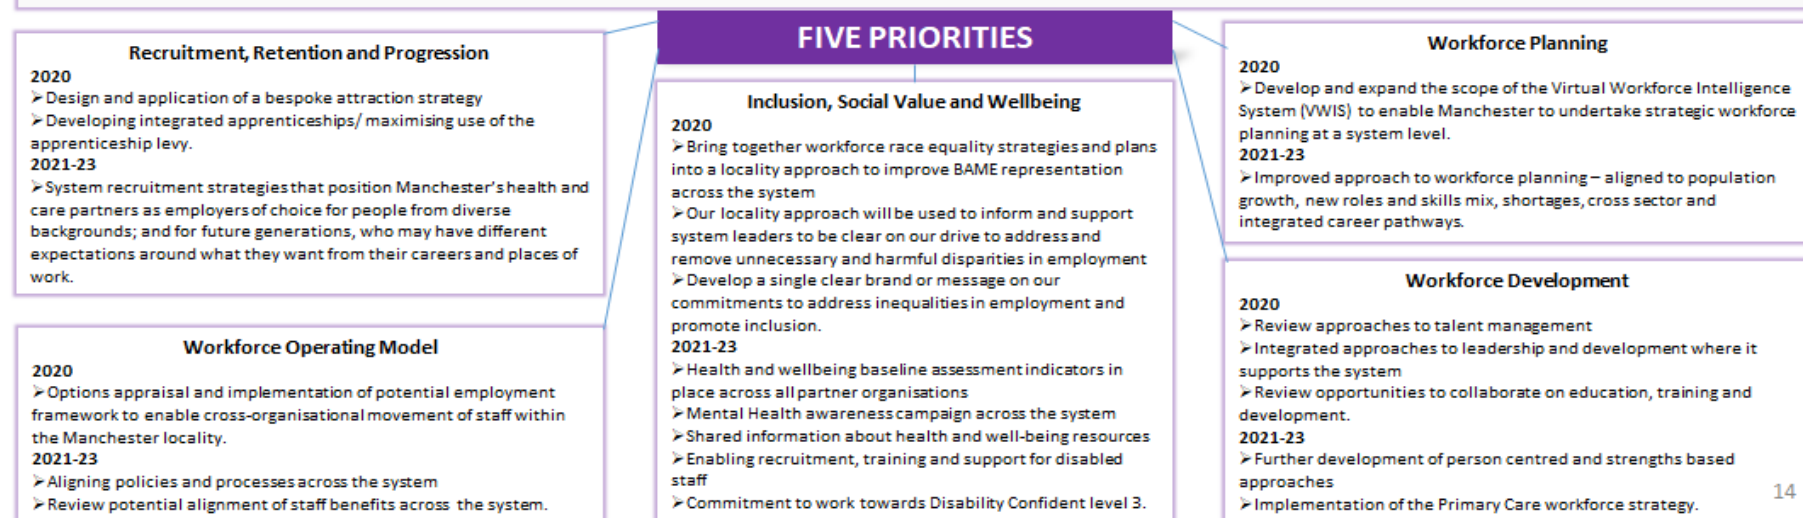 FIVE PRIORITIES
Recruitment, Retention and Progression
2020
➢Design and application of a bespoke attraction strategy
➢Developing integrated apprenticeships/ maximising use of the
apprenticeship levy.
2021-23
➢System recruitment strategies that position Manchester's health and
care partners as employers of choice for people from diverse
backgrounds; and for future generations, who may have different
expectations around what they want from their careers and places of
work.
Workforce Operating Model
2020
➢Options appraisal and implementation of potential employment
framework to enable cross-organisational movement of staff within
the Manchester locality.
2021-23
➢Aligning policies and processes across the system
➢Review potential alignment of staff benefits across the system.
Inclusion, Social Value and Wellbeing
2020
➢Bring together workforce race equality strategies and plans
into a locality approach to improve BAME representation
across the system
➢Our locality approach will be used to inform and support
system leaders to be clear on our drive to address and
remove unnecessary and harmful disparities in employment
➢Develop a single clear brand or message on our
commitments to address inequalities in employment and
promote inclusion.
2021-23
➢Health and wellbeing baseline assessment indicators in
place across all partner organisations
➢Mental Health awareness campaign across the system
➢Shared information about health and well-being resources
➢Enabling recruitment, training and support for disabled
staff
➢Commitment to work towards Disability Confident level 3.
Workforce Planning
2020
➢Develop and expand the scope of the Virtual Workforce Intelligence
System (VWIS) to enable Manchester to undertake strategic workforce
planning at a system level.
2021-23
➢Improved approach to workforce planning – aligned to population
growth, new roles and skills mix, shortages, cross sector and
integrated career pathways.
Workforce Development
2020
➢Review approaches to talent management
➢Integrated approaches to leadership and development where it
supports the system
➢Review opportunities to collaborate on education, training and
development.
2021-23
➢Further development of person centred and strengths based
approaches
➢Implementation of the Primary Care workforce strategy.
14